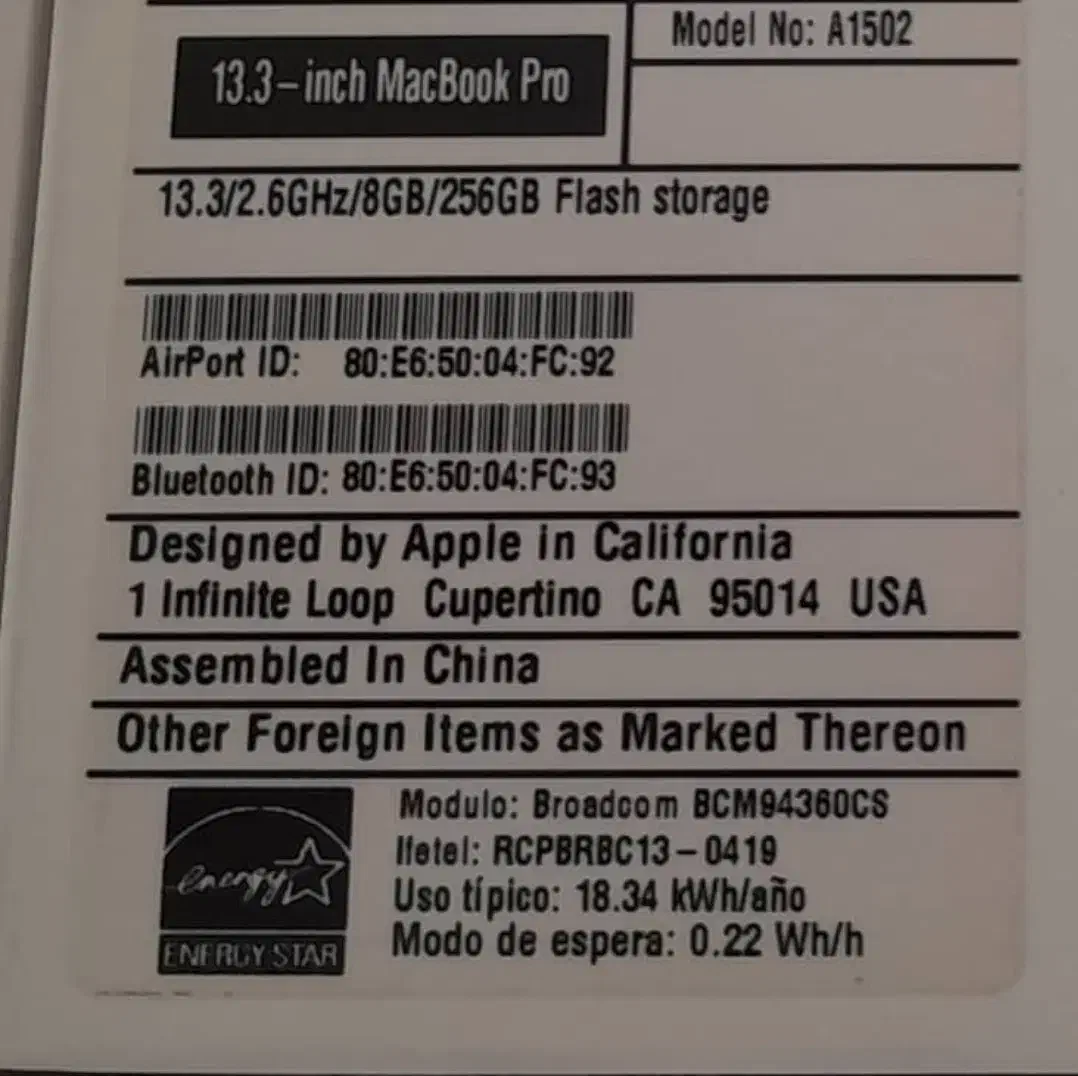 Model No: A1502
13.3-inch MacBook Pro
13.3/2.6GHz/8GB/256GB Flash storage
AirPort ID: 80:E6:50:04:FC:92
Bluetooth ID: 80:E6:50:04:FC:93
Designed by Apple in California
1 Infinite Loop Cupertino CA 95014 USA
Assembled In China
Other Foreign Items as Marked Thereon
Modulo: Broadcom BCM94360CS
Ifetel: RCPBRBC13-0419
Uso típico: 18.34 kWh/año
Modo de espera: 0.22 Wh/h
energy
ENERGY STAR